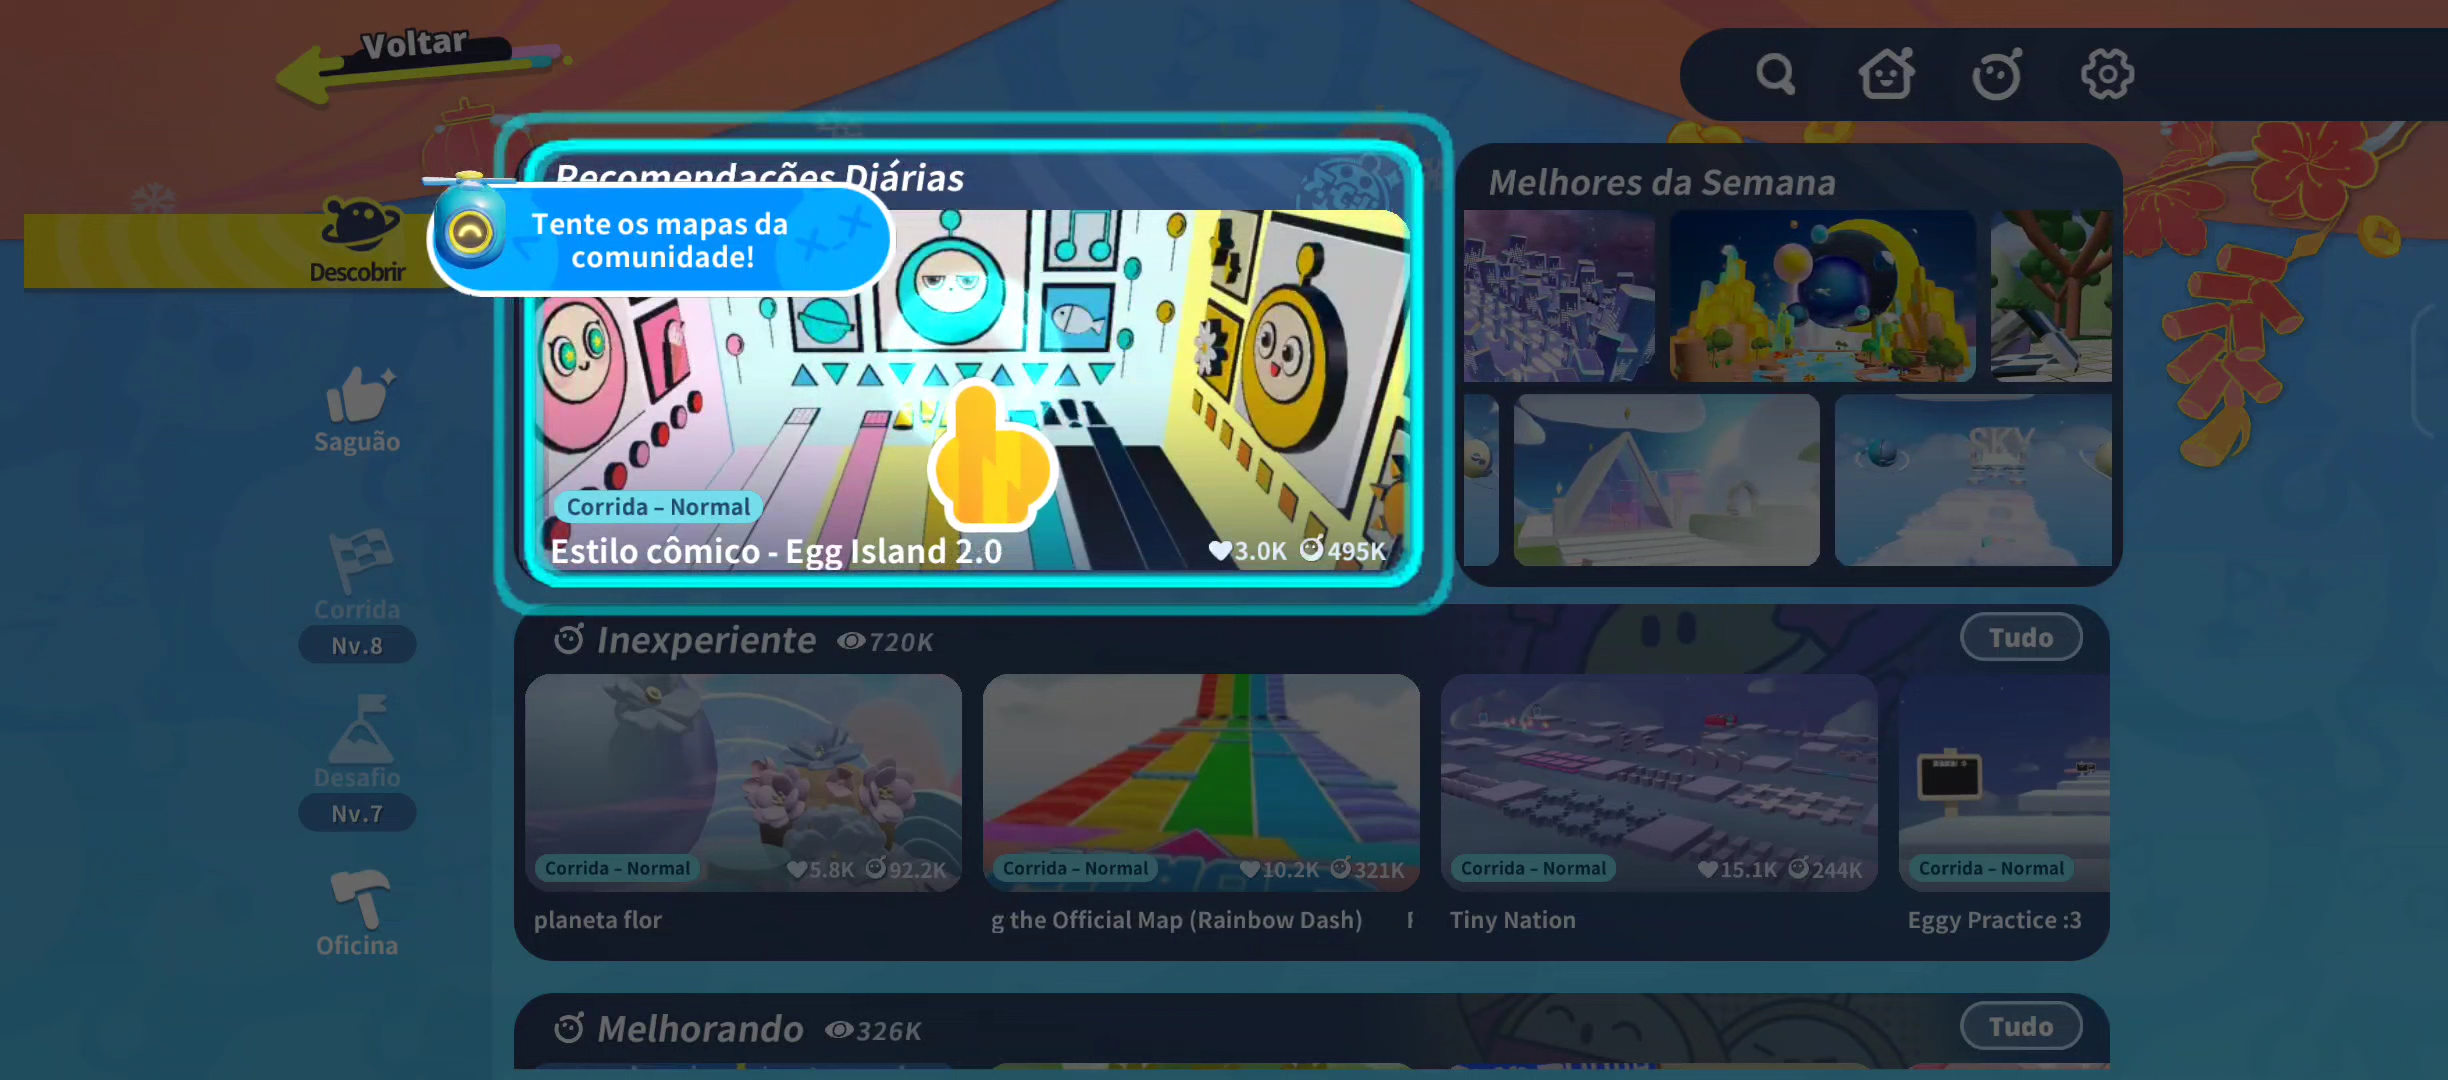 Voltar
Recomendações Diárias
Tente os mapas da
comunidade!
Corrida – Normal
Estilo cômico - Egg Island 2.0
3.0K
495K
Melhores da Semana
SKY
Descobrir
Saguão
Corrida
Nv.8
Desafio
Nv.7
Oficina
Inexperiente
720K
Tudo
Corrida – Normal
5.8K
92.2K
planeta flor
Corrida – Normal
10.2K
321K
g the Official Map (Rainbow Dash)
Corrida – Normal
15.1K
244K
Tiny Nation
Corrida – Normal
Eggy Practice :3
Melhorando
326K
Tudo